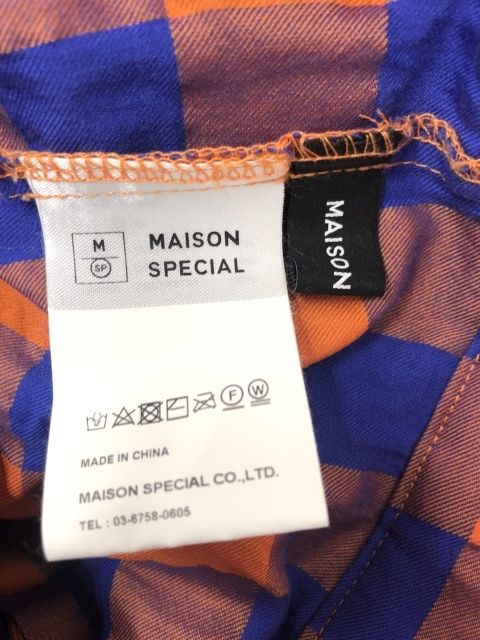 M
SP
MAISON
SPECIAL
MAISON
F
W
MADE IN CHINA
MAISON SPECIAL CO.,LTD.
TEL : 03-6758-0605